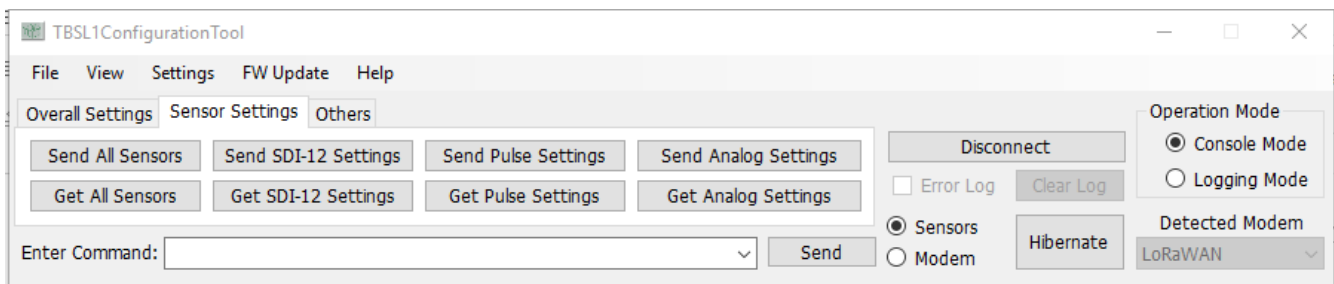 TBSL1ConfigurationTool
File View Settings FW Update Help
Overall Settings Sensor Settings Others
Send All Sensors Send SDI-12 Settings Send Pulse Settings Send Analog Settings
Get All Sensors Get SDI-12 Settings Get Pulse Settings Get Analog Settings
Enter Command: Send
Disconnect
Error Log Clear Log
Sensors
Modem
Hibernate
Operation Mode
Console Mode
Logging Mode
Detected Modem
LoRaWAN